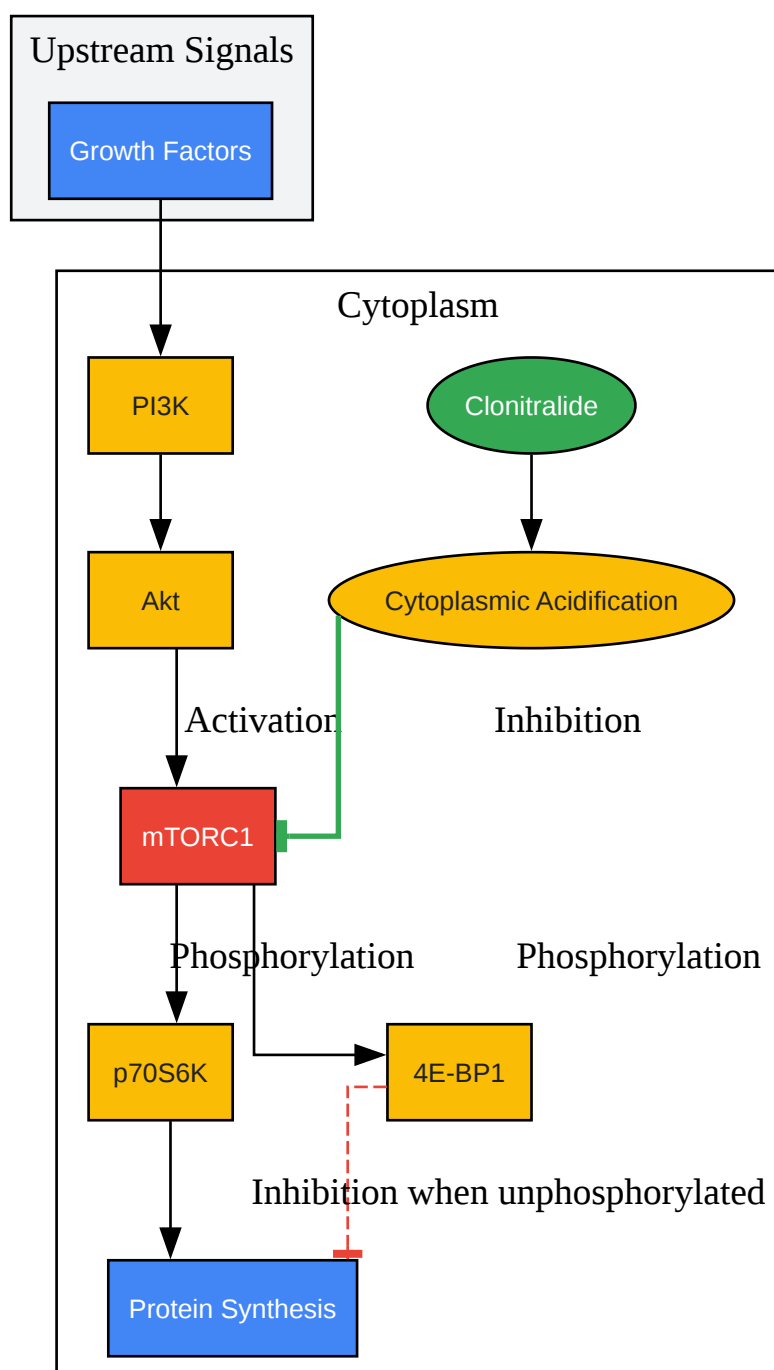 Upstream Signals
Growth Factors
Cytoplasm
PI3K
Clonitralide
Akt
Cytoplasmic Acidification
Activation
Inhibition
mTORC1
Phosphorylation
Phosphorylation
p70S6K
4E-BP1
Inhibition when unphosphorylated
Protein Synthesis